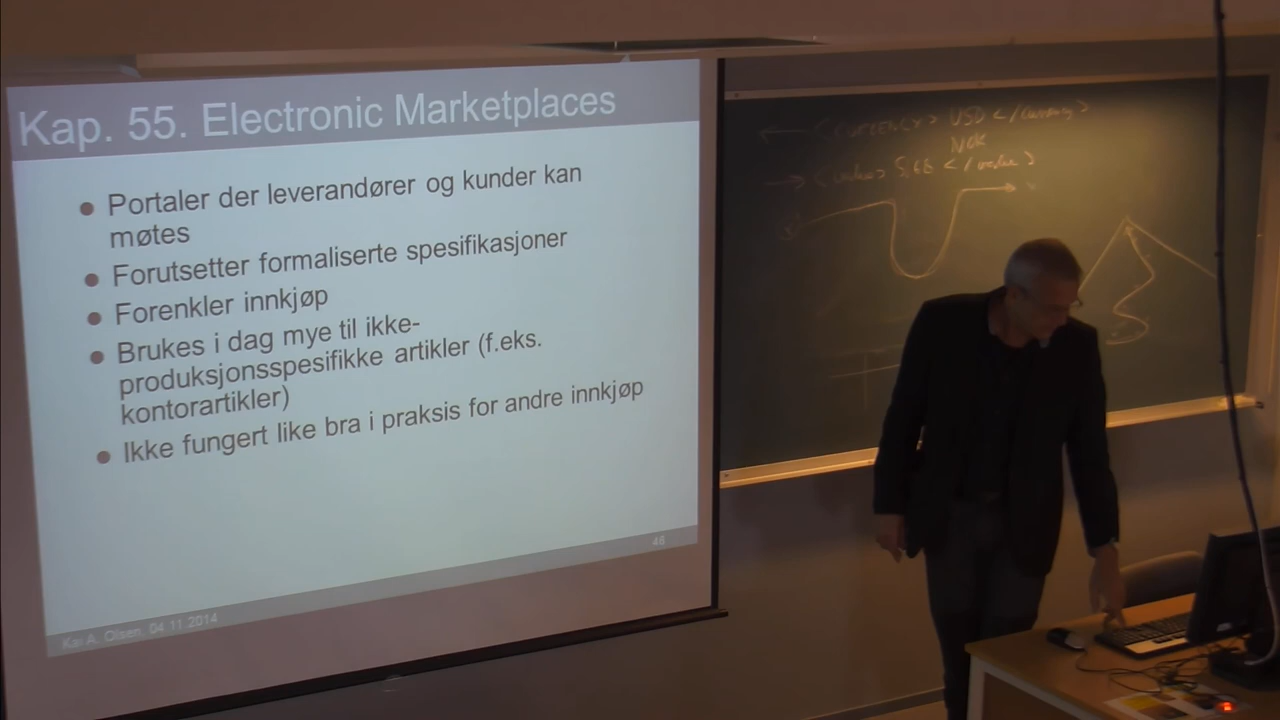 Kap. 55. Electronic Marketplaces
Portaler der leverandører og kunder kan
møtes
Forutsetter formaliserte spesifikasjoner
Forenkler innkjøp
Brukes i dag mye til ikke-
produksjonsspesifikke artikler (f.eks.
kontorartikler)
Ikke fungert like bra i praksis for andre innkjøp
46
Kai A. Olsen, 04.11.2014
<currency> USD </currency>
NOK
</value>